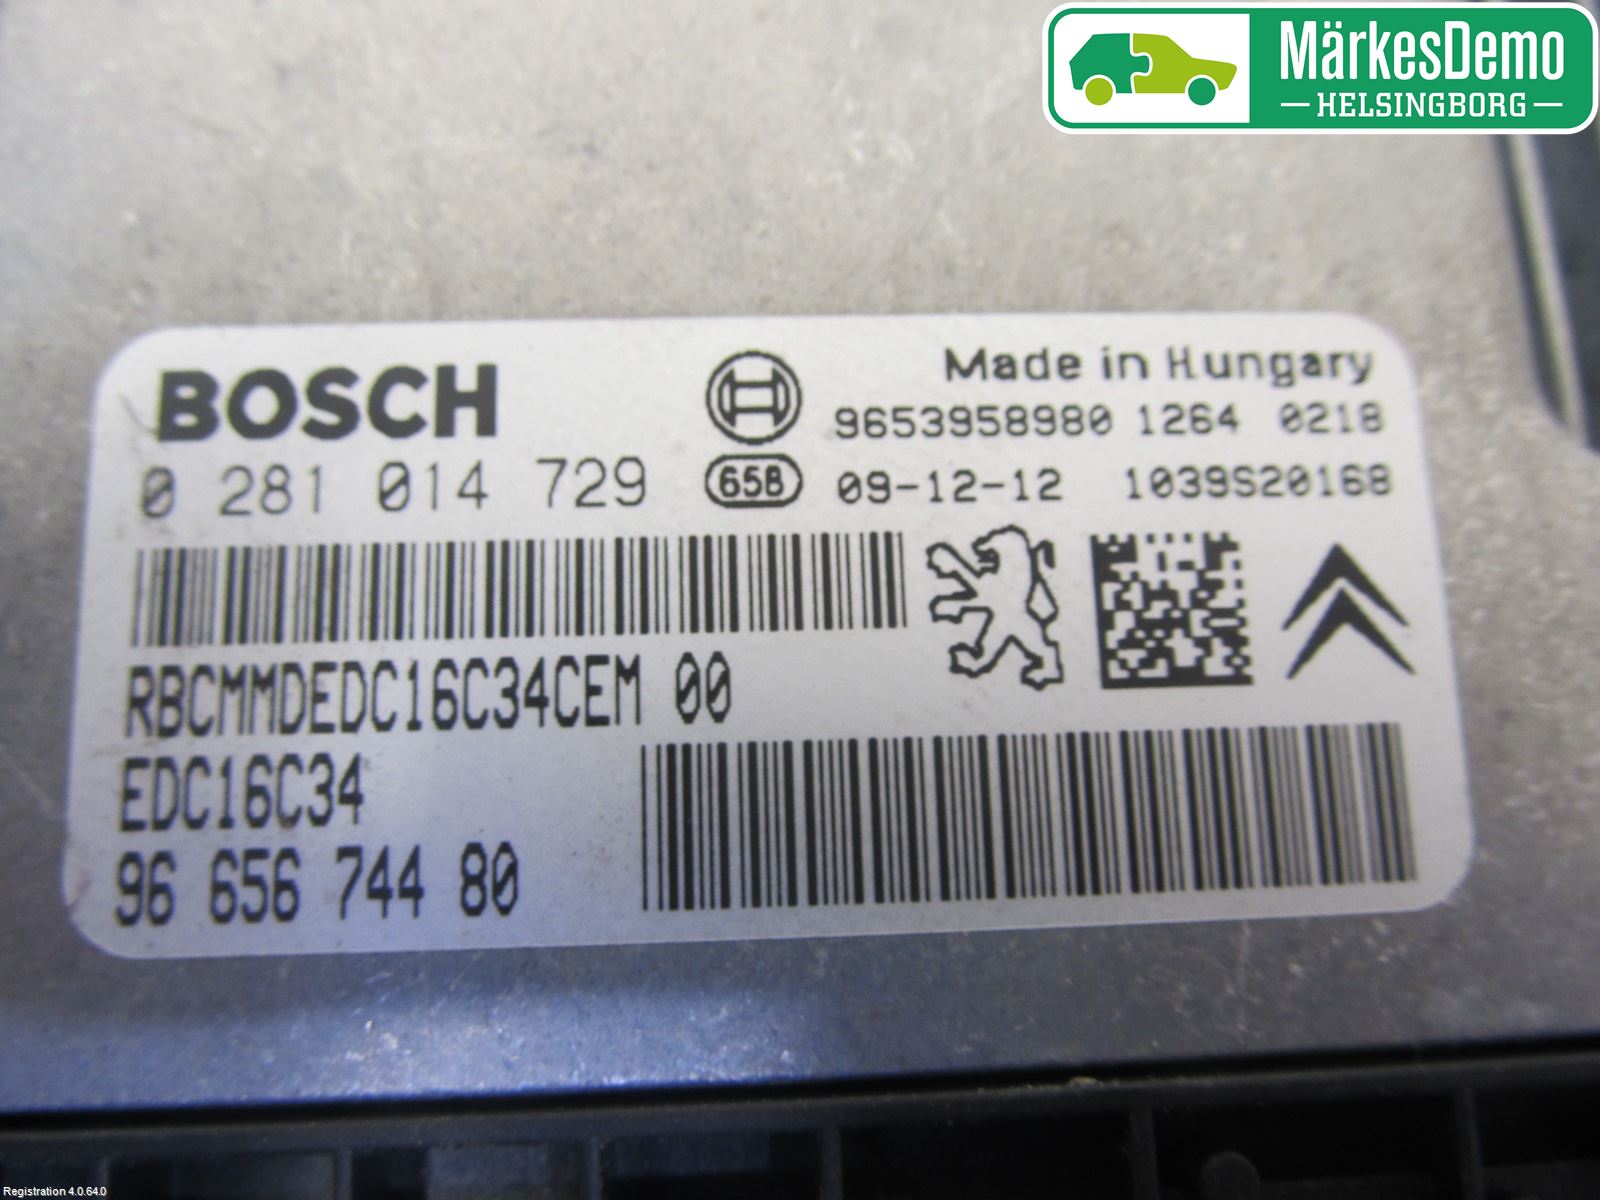 MärkesDemo
HELSINGBORG
BOSCH
Made in Hungary
9653958980 1264 0218
0 281 014 729
65B
09-12-12 1039S20168
RBCMMDEDC16C34CEM 00
EDC16C34
96 656 744 80
Registration 4.0.64.0